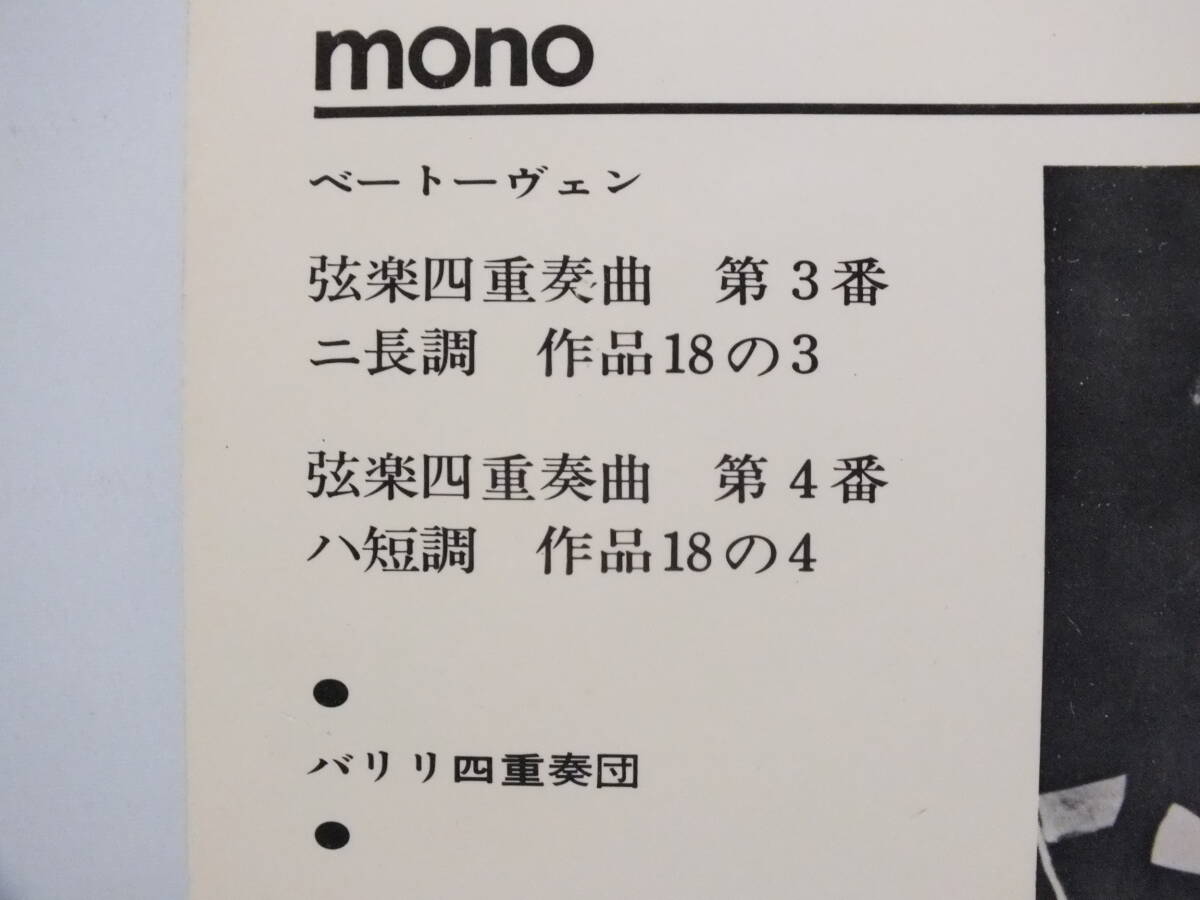 mono
ベートーヴェン
弦楽四重奏曲　第3番
ニ長調　作品18の3
弦楽四重奏曲　第4番
ハ短調　作品18の4
●
バリリ四重奏団
●